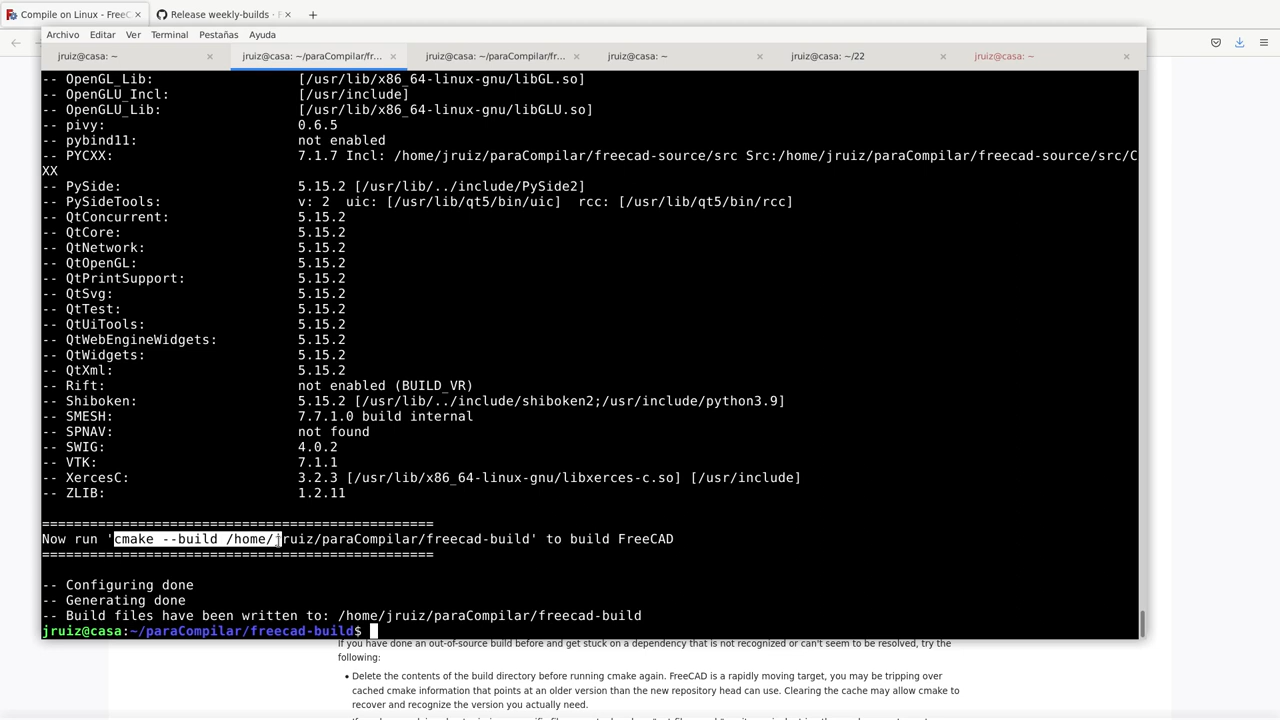 Compile on Linux - FreeC
Release weekly-builds ·
Archivo Editar Ver Terminal Pestañas Ayuda
jruiz@casa: ~
jruiz@casa: ~/paraCompilar/fr...
jruiz@casa: ~/paraCompilar/fr...
jruiz@casa: ~
jruiz@casa: ~/22
jruiz@casa: ~
-- OpenGL_Lib: [/usr/lib/x86_64-linux-gnu/libGL.so]
-- OpenGLU_Incl: [/usr/include]
-- OpenGLU_Lib: [/usr/lib/x86_64-linux-gnu/libGLU.so]
-- pivy: 0.6.5
-- pybind11: not enabled
-- PYCXX: 7.1.7 Incl: /home/jruiz/paraCompilar/freecad-source/src Src:/home/jruiz/paraCompilar/freecad-source/src/C
XX
-- PySide: 5.15.2 [/usr/lib/../include/PySide2]
-- PySideTools: v: 2 uic: [/usr/lib/qt5/bin/uic] rcc: [/usr/lib/qt5/bin/rcc]
-- QtConcurrent: 5.15.2
-- QtCore: 5.15.2
-- QtNetwork: 5.15.2
-- QtOpenGL: 5.15.2
-- QtPrintSupport: 5.15.2
-- QtSvg: 5.15.2
-- QtTest: 5.15.2
-- QtUiTools: 5.15.2
-- QtWebEngineWidgets: 5.15.2
-- QtWidgets: 5.15.2
-- QtXml: 5.15.2
-- Rift: not enabled (BUILD_VR)
-- Shiboken: 5.15.2 [/usr/lib/../include/shiboken2;/usr/include/python3.9]
-- SMESH: 7.7.1.0 build internal
-- SPNAV: not found
-- SWIG: 4.0.2
-- VTK: 7.1.1
-- XercesC: 3.2.3 [/usr/lib/x86_64-linux-gnu/libxerces-c.so] [/usr/include]
-- ZLIB: 1.2.11
=================================================
Now run 'cmake --build /home/jruiz/paraCompilar/freecad-build' to build FreeCAD
=================================================
-- Configuring done
-- Generating done
-- Build files have been written to: /home/jruiz/paraCompilar/freecad-build
jruiz@casa:~/paraCompilar/freecad-build$
If you have done an out-of-source build before and get stuck on a dependency that is not recognized or can't seem to be resolved, try the
following:
• Delete the contents of the build directory before running cmake again. FreeCAD is a rapidly moving target, you may be tripping over
cached cmake information that points at an older version than the new repository head can use. Clearing the cache may allow cmake to
recover and recognize the version you actually need.